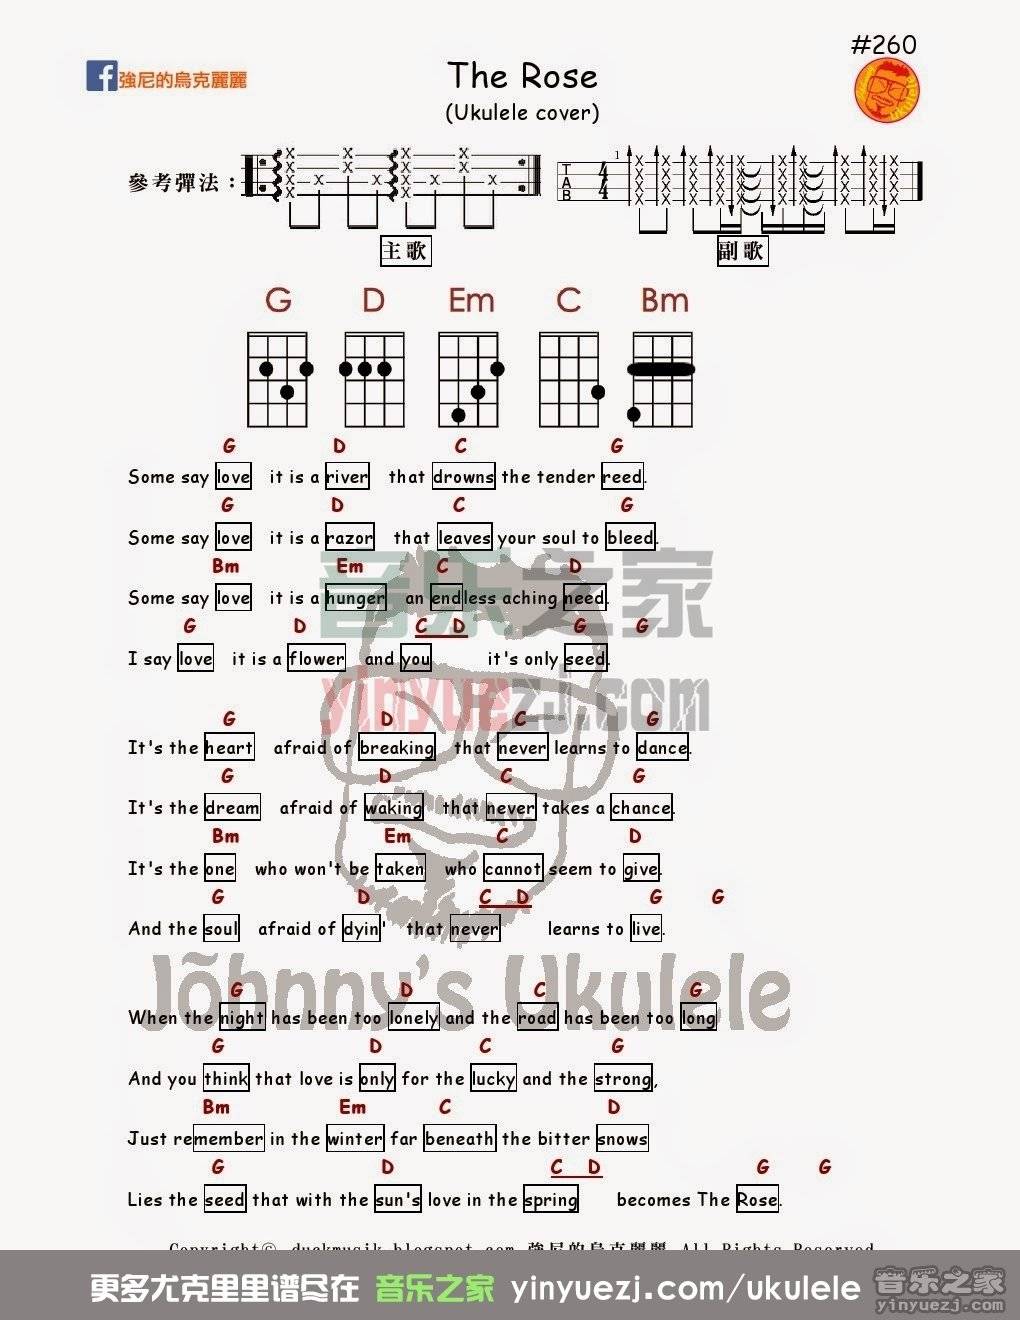 #260
強尼的烏克麗麗
The Rose
(Ukulele cover)
參考彈法：
T
A
B
4
4
1
主歌
副歌
G D Em C Bm
G D C G
Some say love it is a river that drowns the tender reed.
G D C G
Some say love it is a razor that leaves your soul to bleed.
Bm Em C D
Some say love it is a hunger an endless aching need.
G D C D G G
I say love it is a flower and you it's only seed.
G D C G
It's the heart afraid of breaking that never learns to dance.
G D C G
It's the dream afraid of waking that never takes a chance.
Bm Em C D
It's the one who won't be taken who cannot seem to give.
G D C D G G
And the soul afraid of dyin' that never learns to live.
G D C G
When the night has been too lonely and the road has been too long
G D C G
And you think that love is only for the lucky and the strong,
Bm Em C D
Just remember in the winter far beneath the bitter snows
G D C D G G
Lies the seed that with the sun's love in the spring becomes The Rose.
音乐之家
yinyuezj.com
Johnny's Ukulele
Copyright© duckmusik.blogspot.com 強尼的烏克麗麗 All Rights Reserved
更多尤克里里谱尽在 音乐之家 yinyuezj.com/ukulele
音乐之家
yinyuezj.com